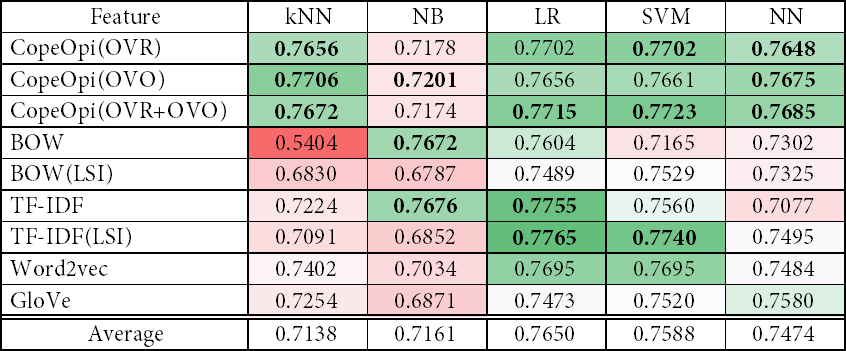 Feature kNN NB LR SVM NN
CopeOpi(OVR) 0.7656 0.7178 0.7702 0.7702 0.7648
CopeOpi(OVO) 0.7706 0.7201 0.7656 0.7661 0.7675
CopeOpi(OVR+OVO) 0.7672 0.7174 0.7715 0.7723 0.7685
BOW 0.5404 0.7672 0.7604 0.7165 0.7302
BOW(LSI) 0.6830 0.6787 0.7489 0.7529 0.7325
TF-IDF 0.7224 0.7676 0.7755 0.7560 0.7077
TF-IDF(LSI) 0.7091 0.6852 0.7765 0.7740 0.7495
Word2vec 0.7402 0.7034 0.7695 0.7695 0.7484
GloVe 0.7254 0.6871 0.7473 0.7520 0.7580
Average 0.7138 0.7161 0.7650 0.7588 0.7474